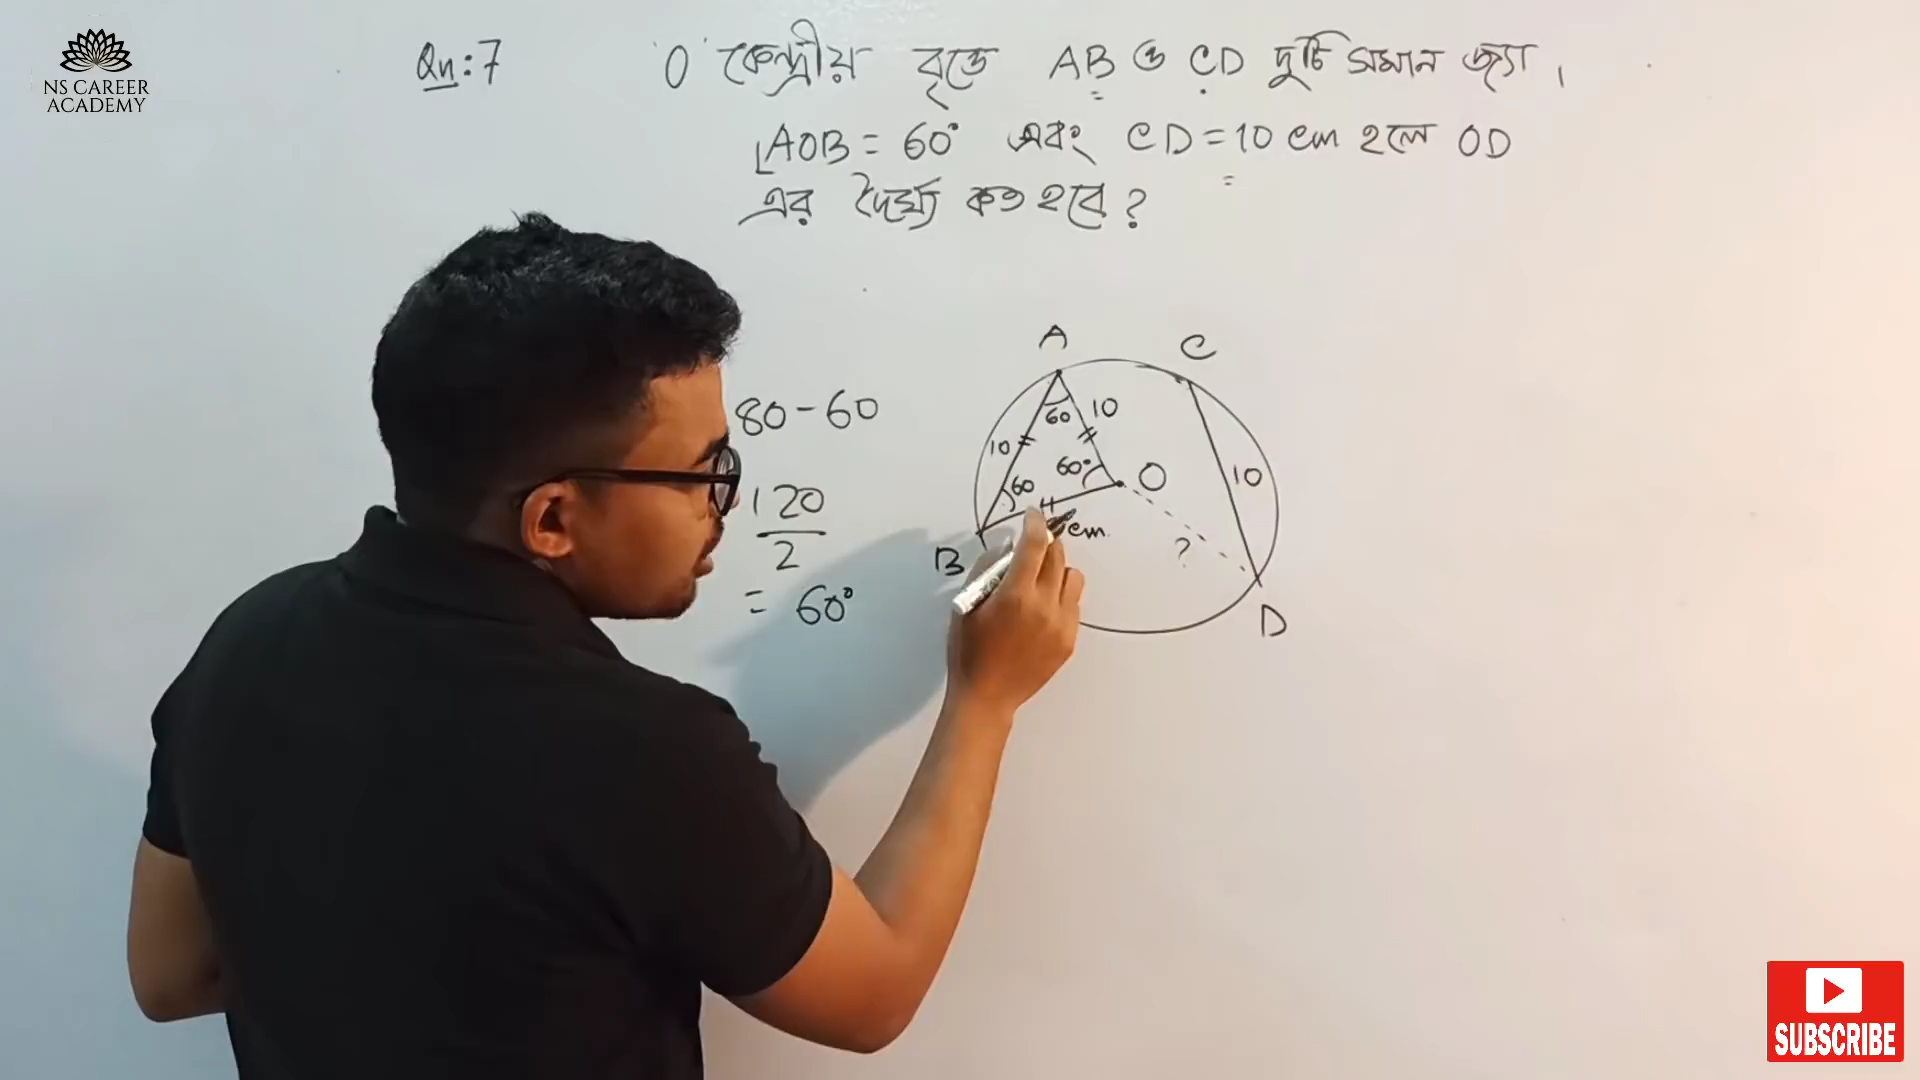 NS CAREER
ACADEMY
Qn: 7
'O' কেন্দ্রীয় বৃত্তে AB ও CD দুটি সমান জ্যা।
∠AOB = 60° এবং CD = 10 cm হলে OD
এর দৈর্ঘ্য কত হবে?
80 - 60
120
2
= 60°
A
C
60
10
10
60°
O
10
60
cm
?
B
D
SUBSCRIBE